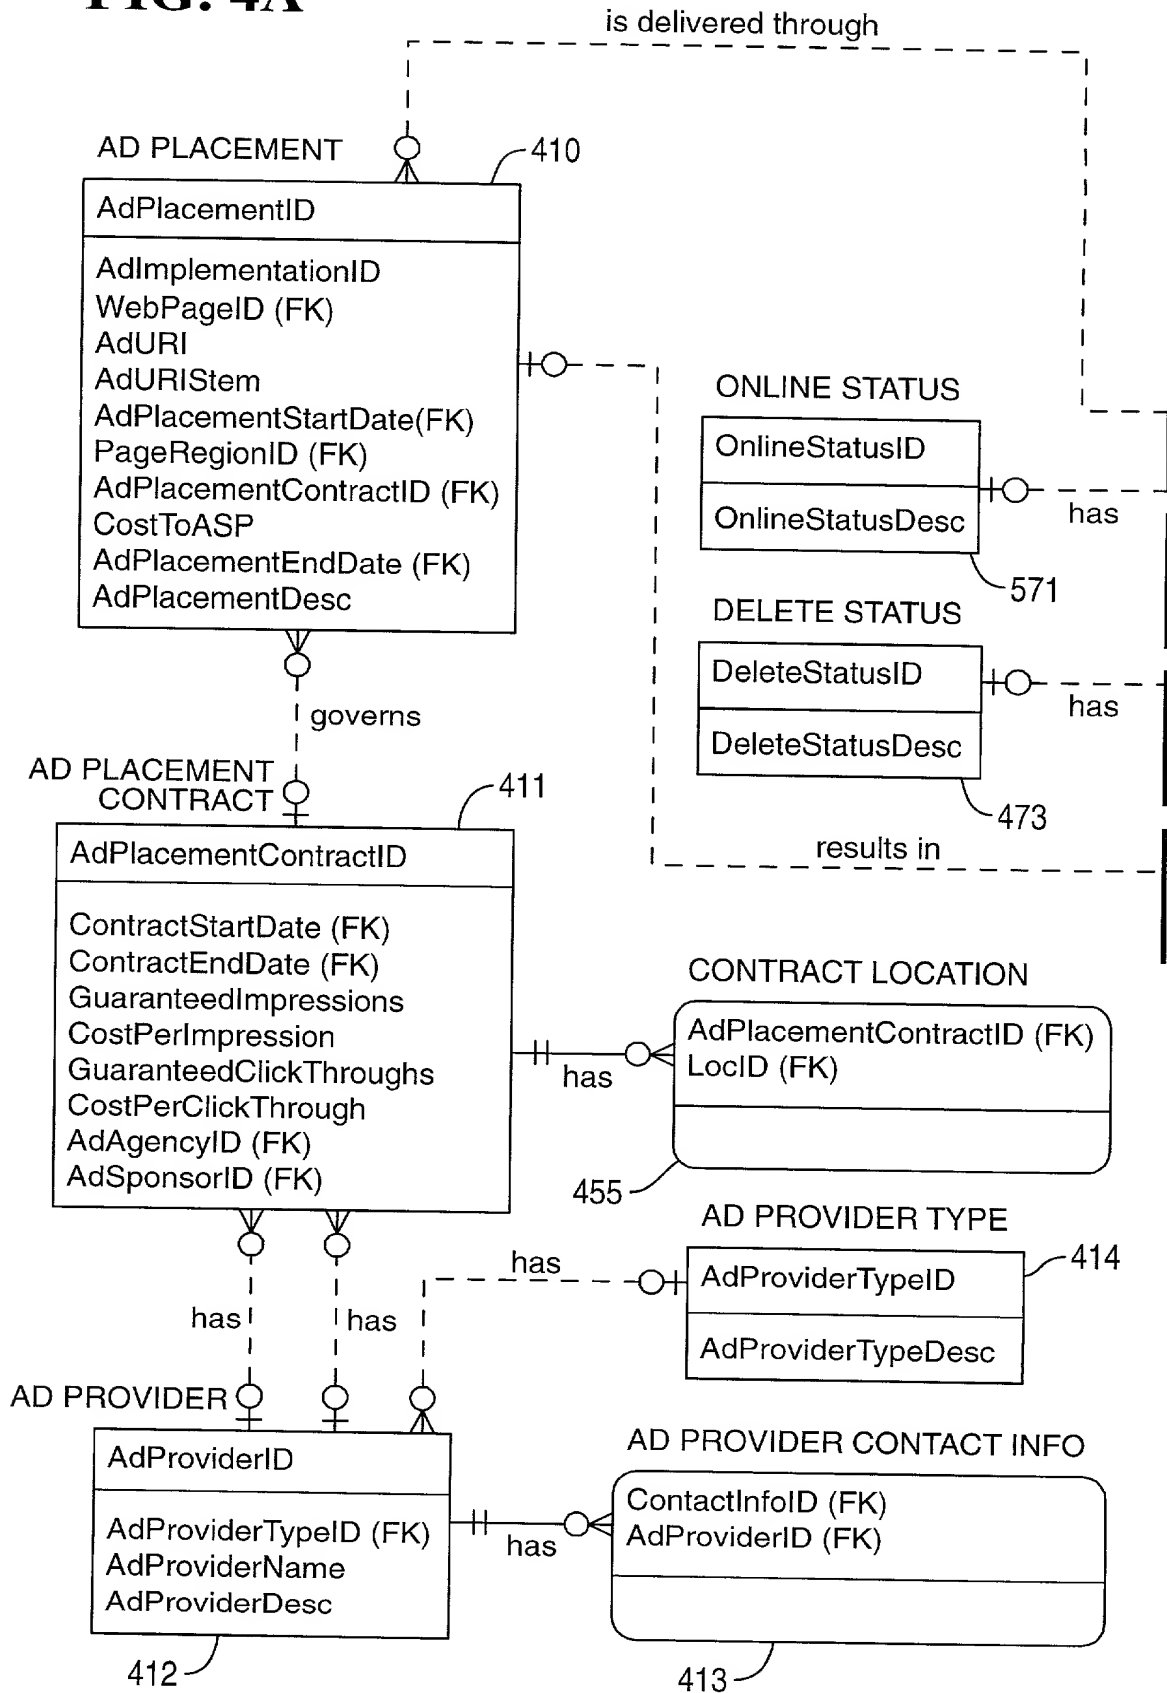 FIG. 4A
is delivered through
AD PLACEMENT
410
AdPlacementID
AdImplementationID
WebPageID (FK)
AdURI
AdURIStem
AdPlacementStartDate(FK)
PageRegionID (FK)
AdPlacementContractID (FK)
CostToASP
AdPlacementEndDate (FK)
AdPlacementDesc
ONLINE STATUS
OnlineStatusID
OnlineStatusDesc
has
571
DELETE STATUS
DeleteStatusID
DeleteStatusDesc
has
473
governs
results in
AD PLACEMENT
CONTRACT
411
AdPlacementContractID
ContractStartDate (FK)
ContractEndDate (FK)
GuaranteedImpressions
CostPerImpression
GuaranteedClickThroughs
CostPerClickThrough
AdAgencyID (FK)
AdSponsorID (FK)
has
CONTRACT LOCATION
AdPlacementContractID (FK)
LocID (FK)
455
has
has
has
AD PROVIDER TYPE
414
AdProviderTypeID
AdProviderTypeDesc
AD PROVIDER
AdProviderID
AdProviderTypeID (FK)
AdProviderName
AdProviderDesc
412
has
AD PROVIDER CONTACT INFO
ContactInfoID (FK)
AdProviderID (FK)
413